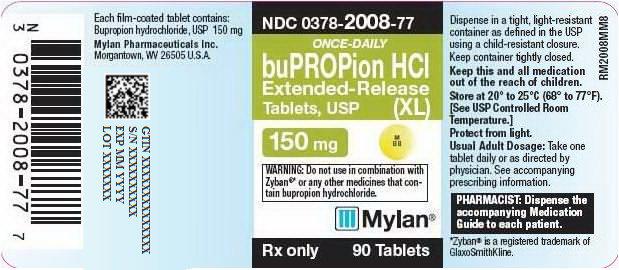 3 0378-2008-77 7
Each film-coated tablet contains:
Bupropion hydrochloride, USP 150 mg
Mylan Pharmaceuticals Inc.
Morgantown, WV 26505 U.S.A.
GTIN XXXXXXXXXXXXXX
S/N XXXXXXXXX
EXP MM YYYY
LOT XXXXXXX
NDC 0378-2008-77
ONCE-DAILY
buPROPion HCl
Extended-Release
Tablets, USP (XL)
150 mg
M
BU
WARNING: Do not use in combination with
Zyban®* or any other medicines that con-
tain bupropion hydrochloride.
Mylan®
Rx only 90 Tablets
Dispense in a tight, light-resistant
container as defined in the USP
using a child-resistant closure.
Keep container tightly closed.
Keep this and all medication
out of the reach of children.
Store at 20° to 25°C (68° to 77°F).
[See USP Controlled Room
Temperature.]
Protect from light.
Usual Adult Dosage: Take one
tablet daily or as directed by
physician. See accompanying
prescribing information.
PHARMACIST: Dispense the
accompanying Medication
Guide to each patient.
*Zyban® is a registered trademark of
GlaxoSmithKline.
RM2008MM8